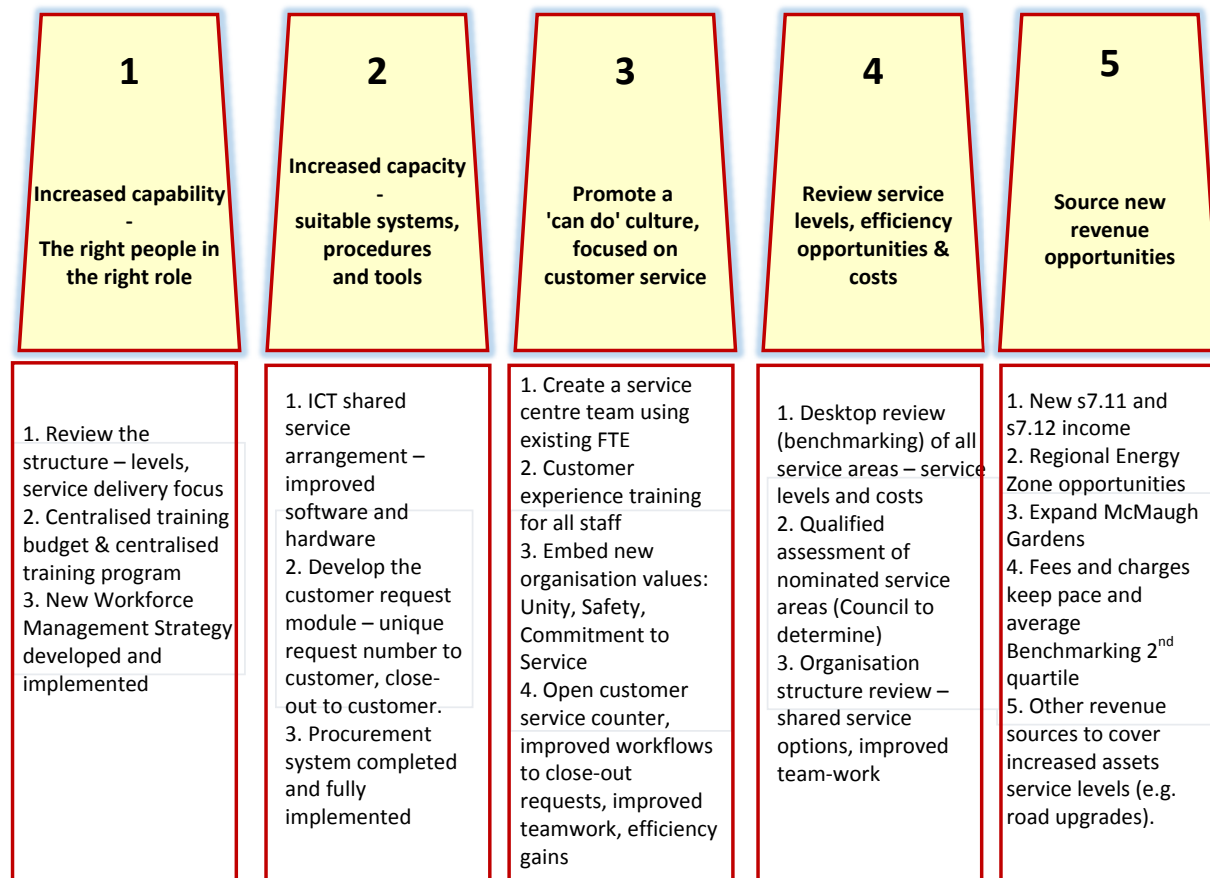 1
Increased capability
-
The right people in
the right role
1. Review the
structure – levels,
service delivery focus
2. Centralised training
budget & centralised
training program
3. New Workforce
Management Strategy
developed and
implemented
2
Increased capacity
-
suitable systems,
procedures
and tools
1. ICT shared
service
arrangement –
improved
software and
hardware
2. Develop the
customer request
module – unique
request number to
customer, close-
out to customer.
3. Procurement
system completed
and fully
implemented
3
Promote a
'can do' culture,
focused on
customer service
1. Create a service
centre team using
existing FTE
2. Customer
experience training
for all staff
3. Embed new
organisation values:
Unity, Safety,
Commitment to
Service
4. Open customer
service counter,
improved workflows
to close-out
requests, improved
teamwork, efficiency
gains
4
Review service
levels, efficiency
opportunities &
costs
1. Desktop review
(benchmarking) of all
service areas – service
levels and costs
2. Qualified
assessment of
nominated service
areas (Council to
determine)
3. Organisation
structure review –
shared service
options, improved
team-work
5
Source new
revenue
opportunities
1. New s7.11 and
s7.12 income
2. Regional Energy
Zone opportunities
3. Expand McMaugh
Gardens
4. Fees and charges
keep pace and
average
Benchmarking 2nd
quartile
5. Other revenue
sources to cover
increased assets
service levels (e.g.
road upgrades).